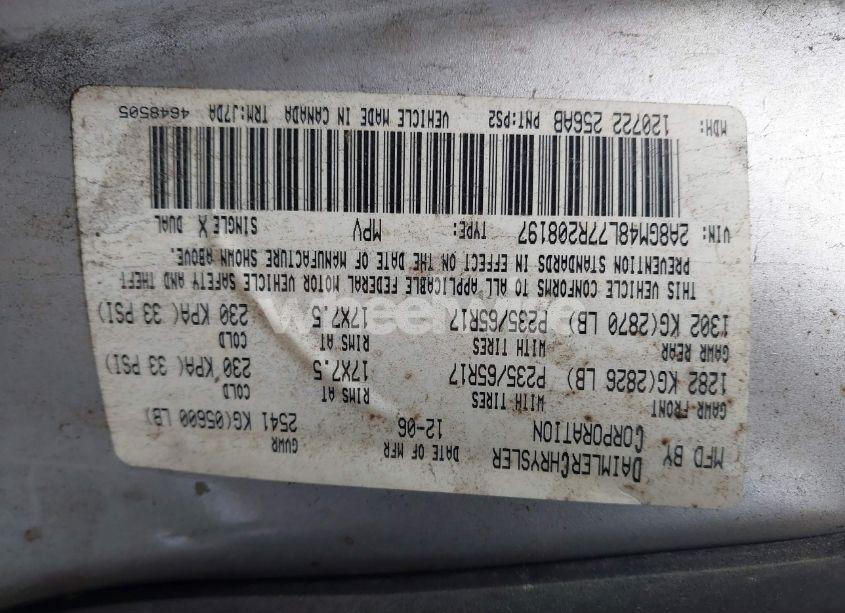 MFD BY DAIMLERCHRYSLER CORPORATION
DATE OF MFR 12-06
GVWR 2541 KG(05600 LB)
GAWR FRONT WITH TIRES RIMS AT COLD
1282 KG(2826 LB) P235/65R17 17X7.5 230 KPA( 33 PSI)
GAWR REAR WITH TIRES RIMS AT COLD
1302 KG(2870 LB) P235/65R17 17X7.5 230 KPA( 33 PSI)
THIS VEHICLE CONFORMS TO ALL APPLICABLE FEDERAL MOTOR VEHICLE SAFETY AND THEFT
PREVENTION STANDARDS IN EFFECT ON THE DATE OF MANUFACTURE SHOWN ABOVE.
VIN: 2A8GM48L77R208197 TYPE: MPV SINGLE X DUAL
MDH: 120722 256AB PNT:PS2 VEHICLE MADE IN CANADA TRM:J7DA 4648505